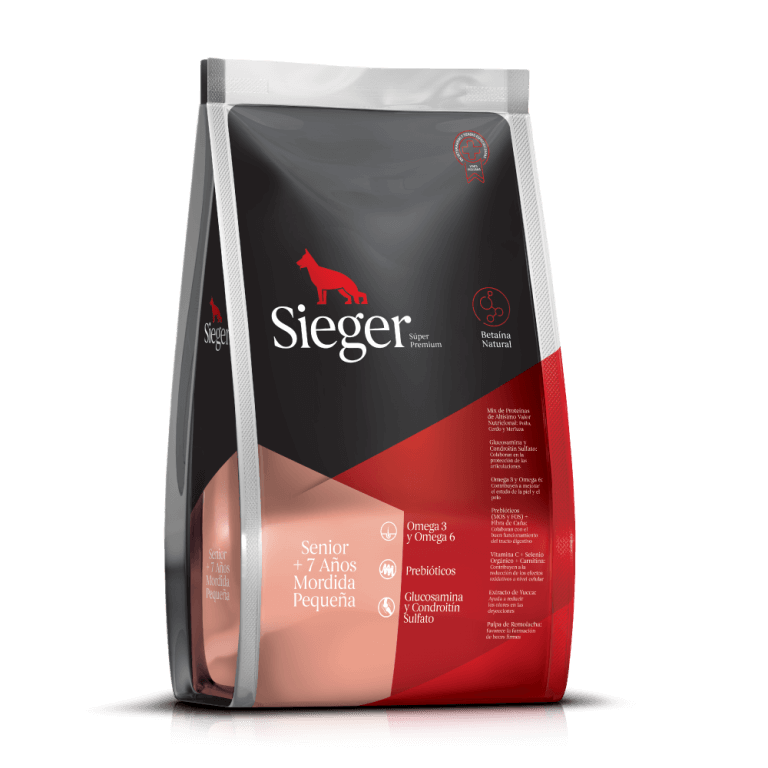 Sieger
Súper
Premium
Betaina
Natural
Mix de Proteínas
de Altísimo Valor
Nutricional: Pollo,
Cerdo y Merluza
Glucosamina y
Condroitín Sulfato:
Colaboran en la
protección de las
articulaciones
Omega 3 y Omega 6:
Contribuyen a mejorar
el estado de la piel y el
pelo
Prebióticos
(MOS y FOS) +
Fibra de Caña:
Colaboran con el
buen funcionamiento
del tracto digestivo
Vitamina C + Selenio
Orgánico + Carnitina:
Contribuyen a la
reducción de los efectos
oxidativos a nivel celular
Extracto de Yucca:
Ayuda a reducir
los olores en las
deyecciones
Pulpa de Remolacha:
Favorece la formación
de heces firmes
Omega 3
y Omega 6
Prebióticos
Glucosamina
y Condroitín
Sulfato
Senior
+ 7 Años
Mordida
Pequeña
Sieger
Senior
+ 7 Años
Mordida
Pequeña